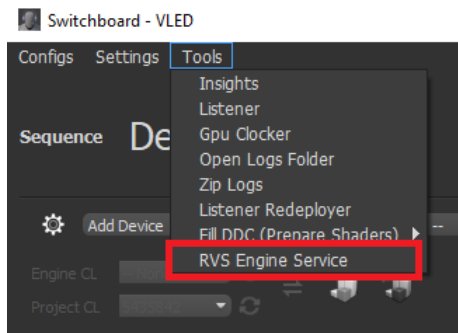 Switchboard - VLED
Configs Settings Tools
Insights
Listener
Sequence De
Gpu Clocker
Open Logs Folder
Zip Logs
Listener Redeployer
Add Device
Fill DDC (Prepare Shaders) --
RVS Engine Service
Engine CL
Project CL